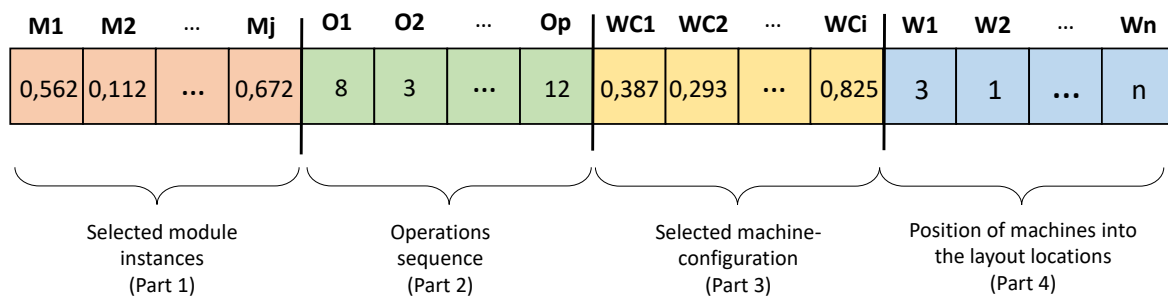 M1 M2 ... Mj O1 O2 ... Op WC1 WC2 ... WCi W1 W2 ... Wn
0,562 0,112 ... 0,672 8 3 ... 12 0,387 0,293 ... 0,825 3 1 ... n
Selected module
instances
(Part 1)
Operations
sequence
(Part 2)
Selected machine-
configuration
(Part 3)
Position of machines into
the layout locations
(Part 4)